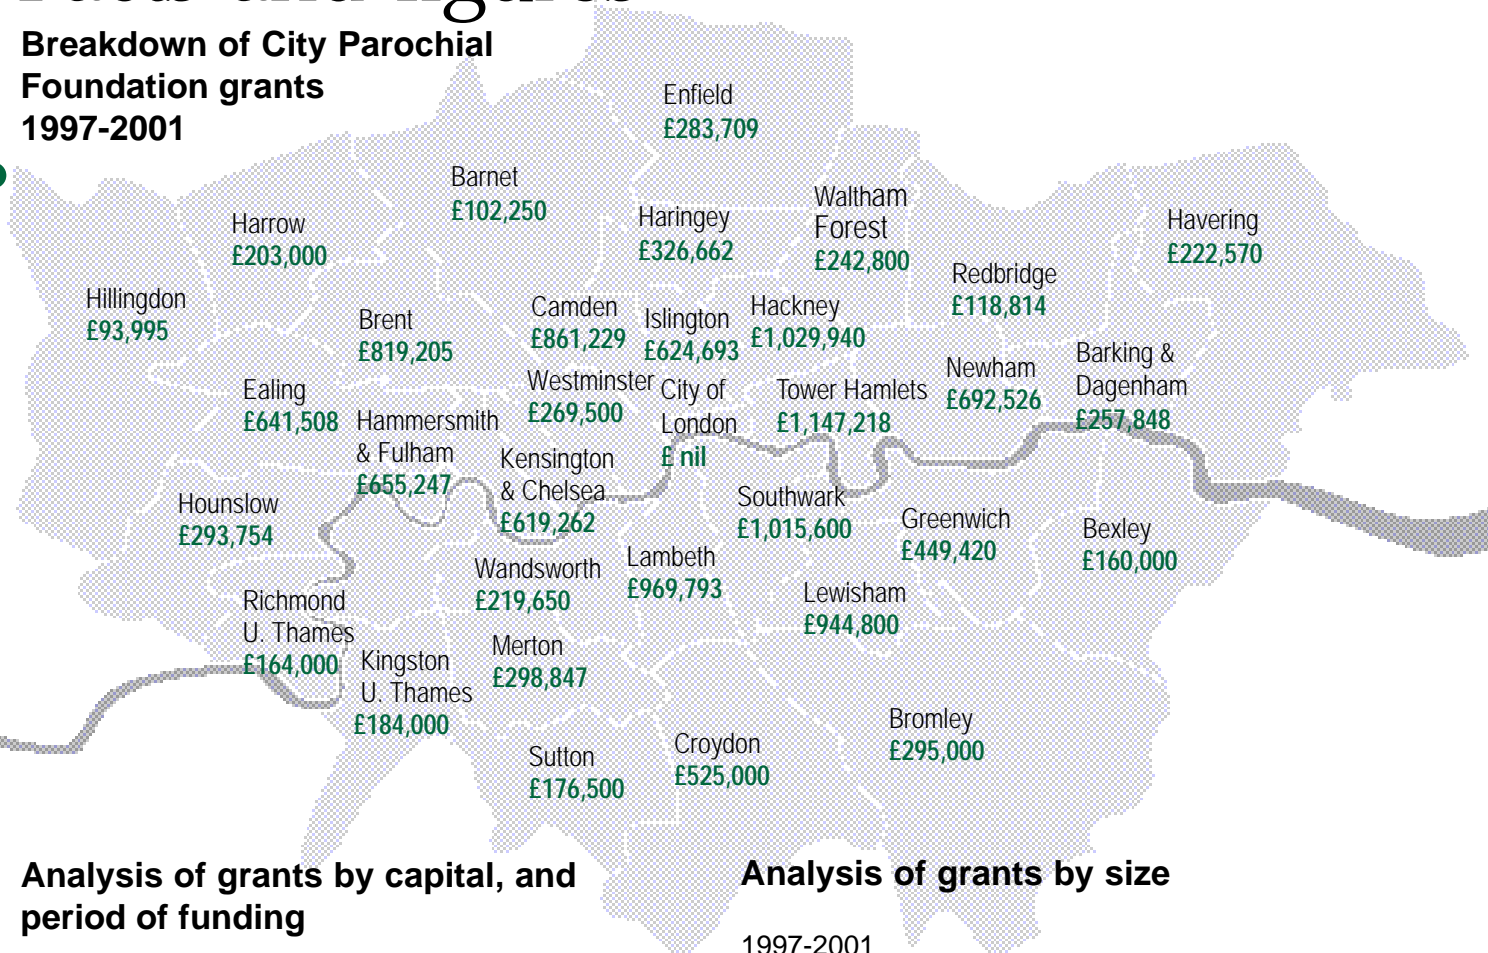 Facts and figures
Breakdown of City Parochial
Foundation grants
1997-2001
Enfield
£283,709
Barnet
£102,250
Harrow
£203,000
Haringey
£326,662
Waltham
Forest
£242,800
Havering
£222,570
Redbridge
£118,814
Hillingdon
£93,995
Brent
£819,205
Camden
£861,229
Islington
£624,693
Hackney
£1,029,940
Newham
£692,526
Barking &
Dagenham
£257,848
Ealing
£641,508
Hammersmith
& Fulham
£655,247
Westminster
£269,500
City of
London
£ nil
Tower Hamlets
£1,147,218
Kensington
& Chelsea
£619,262
Hounslow
£293,754
Southwark
£1,015,600
Greenwich
£449,420
Bexley
£160,000
Wandsworth
£219,650
Lambeth
£969,793
Lewisham
£944,800
Richmond
U. Thames
£164,000
Kingston
U. Thames
£184,000
Merton
£298,847
Sutton
£176,500
Croydon
£525,000
Bromley
£295,000
Analysis of grants by capital, and
period of funding
Analysis of grants by size
1997-2001